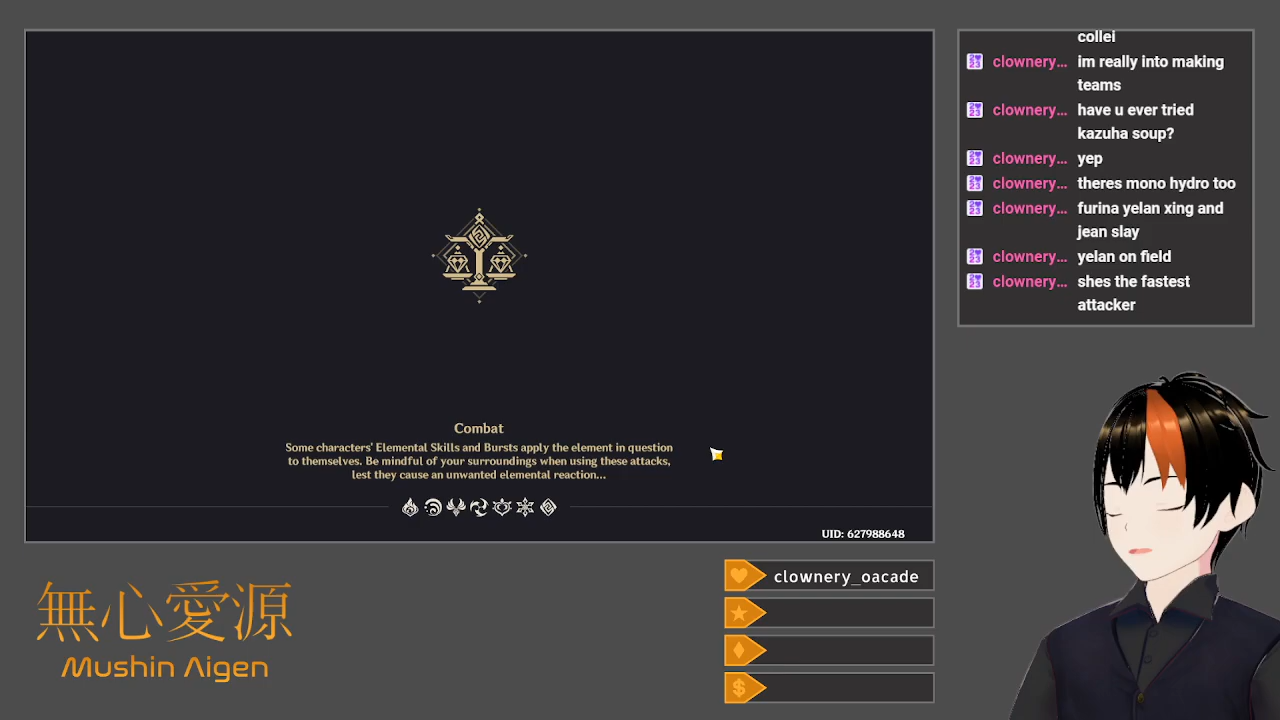 collei
clownery... im really into making
teams
clownery... have u ever tried
kazuha soup?
clownery... yep
clownery... theres mono hydro too
clownery... furina yelan xing and
jean slay
clownery... yelan on field
clownery... shes the fastest
attacker
Combat
Some characters' Elemental Skills and Bursts apply the element in question
to themselves. Be mindful of your surroundings when using these attacks,
lest they cause an unwanted elemental reaction...
UID: 627988648
clownery_oacade
無心愛源
Mushin Aigen